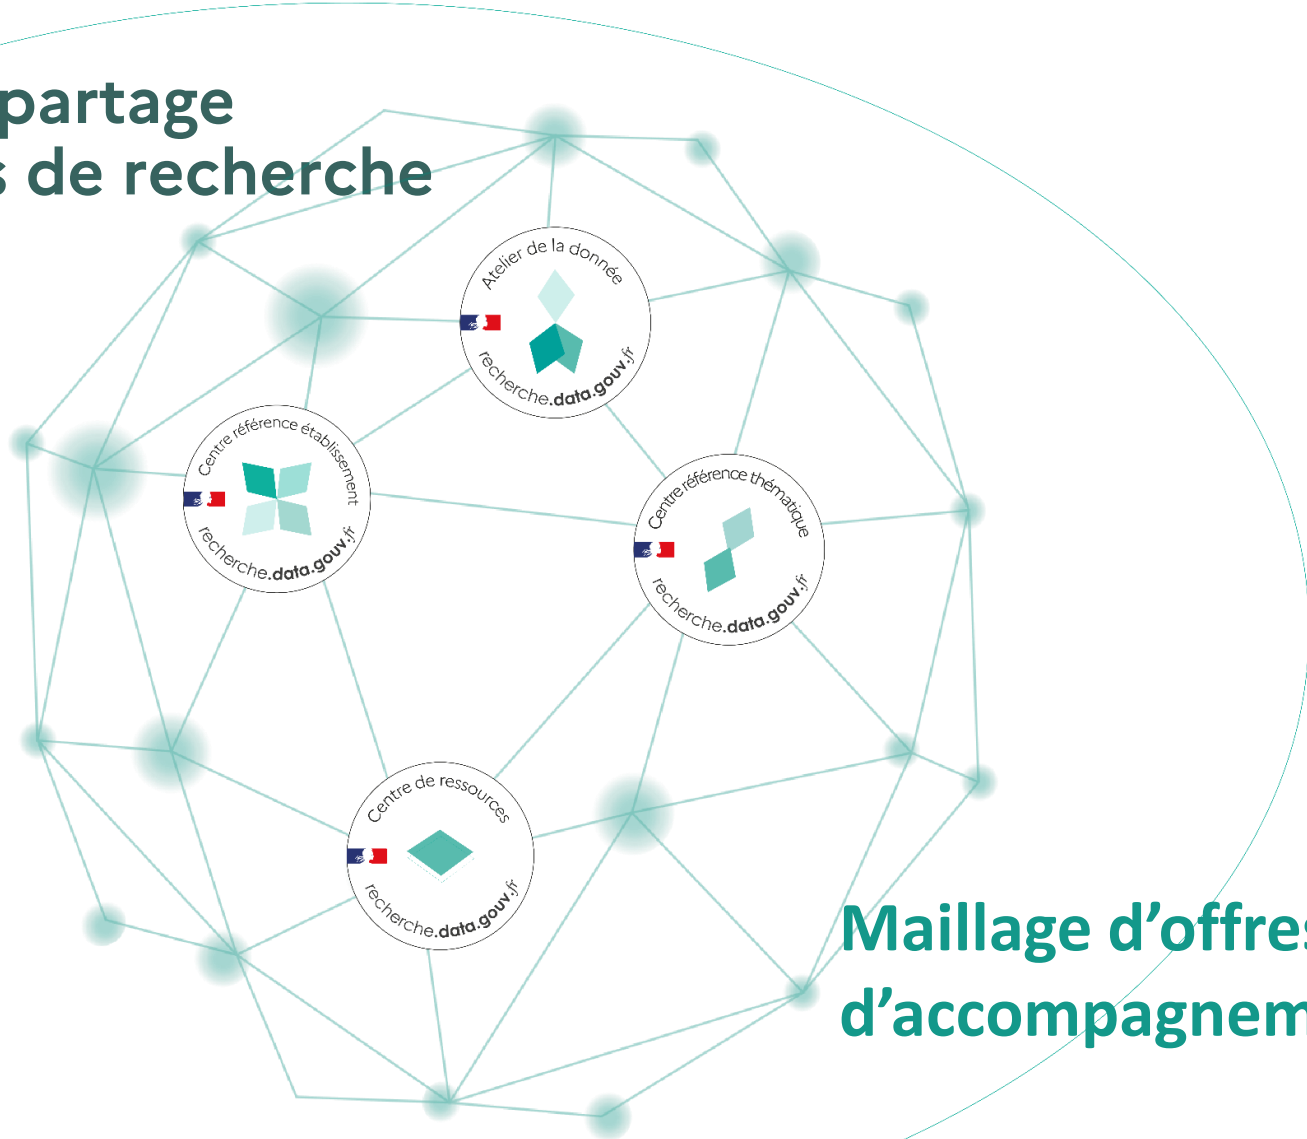 partage
s de recherche
Atelier de la donnée
recherche.data.gouv.fr
Centre référence établissement
recherche.data.gouv.fr
Centre référence thématique
recherche.data.gouv.fr
Centre de ressources
recherche.data.gouv.fr
Maillage d’offres
d’accompagnem